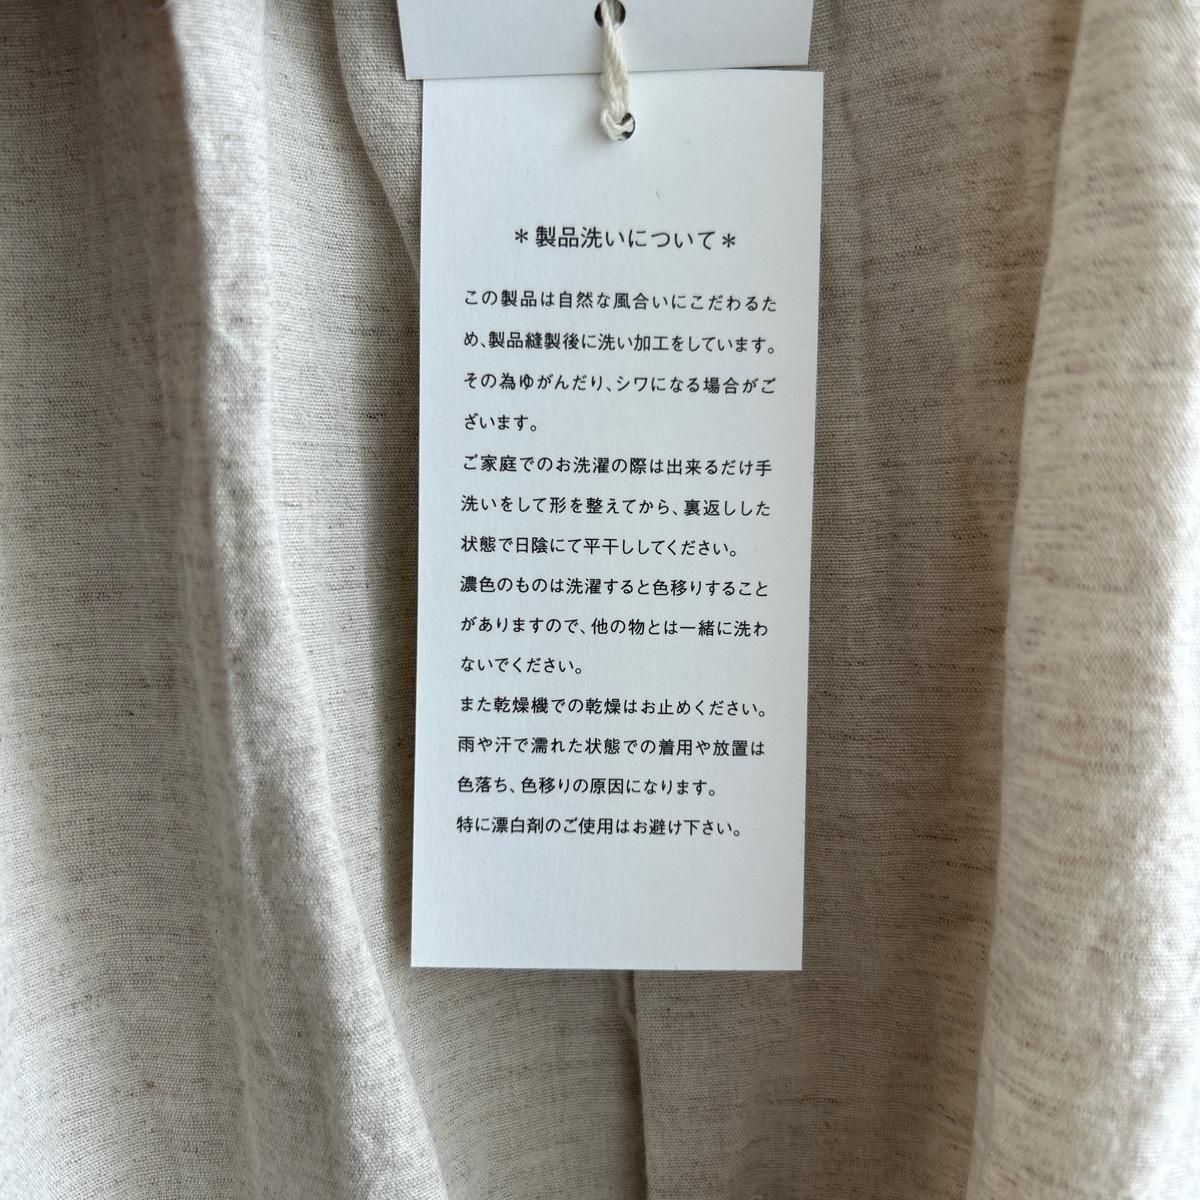 ＊製品洗いについて＊
この製品は自然な風合いにこだわるた
め、製品縫製後に洗い加工をしています。
その為ゆがんだり、シワになる場合がご
ざいます。
ご家庭でのお洗濯の際は出来るだけ手
洗いをして形を整えてから、裏返しした
状態で日陰にて平干ししてください。
濃色のものは洗濯すると色移りすること
がありますので、他の物とは一緒に洗わ
ないでください。
また乾燥機での乾燥はお止めください。
雨や汗で濡れた状態での着用や放置は
色落ち、色移りの原因になります。
特に漂白剤のご使用はお避け下さい。